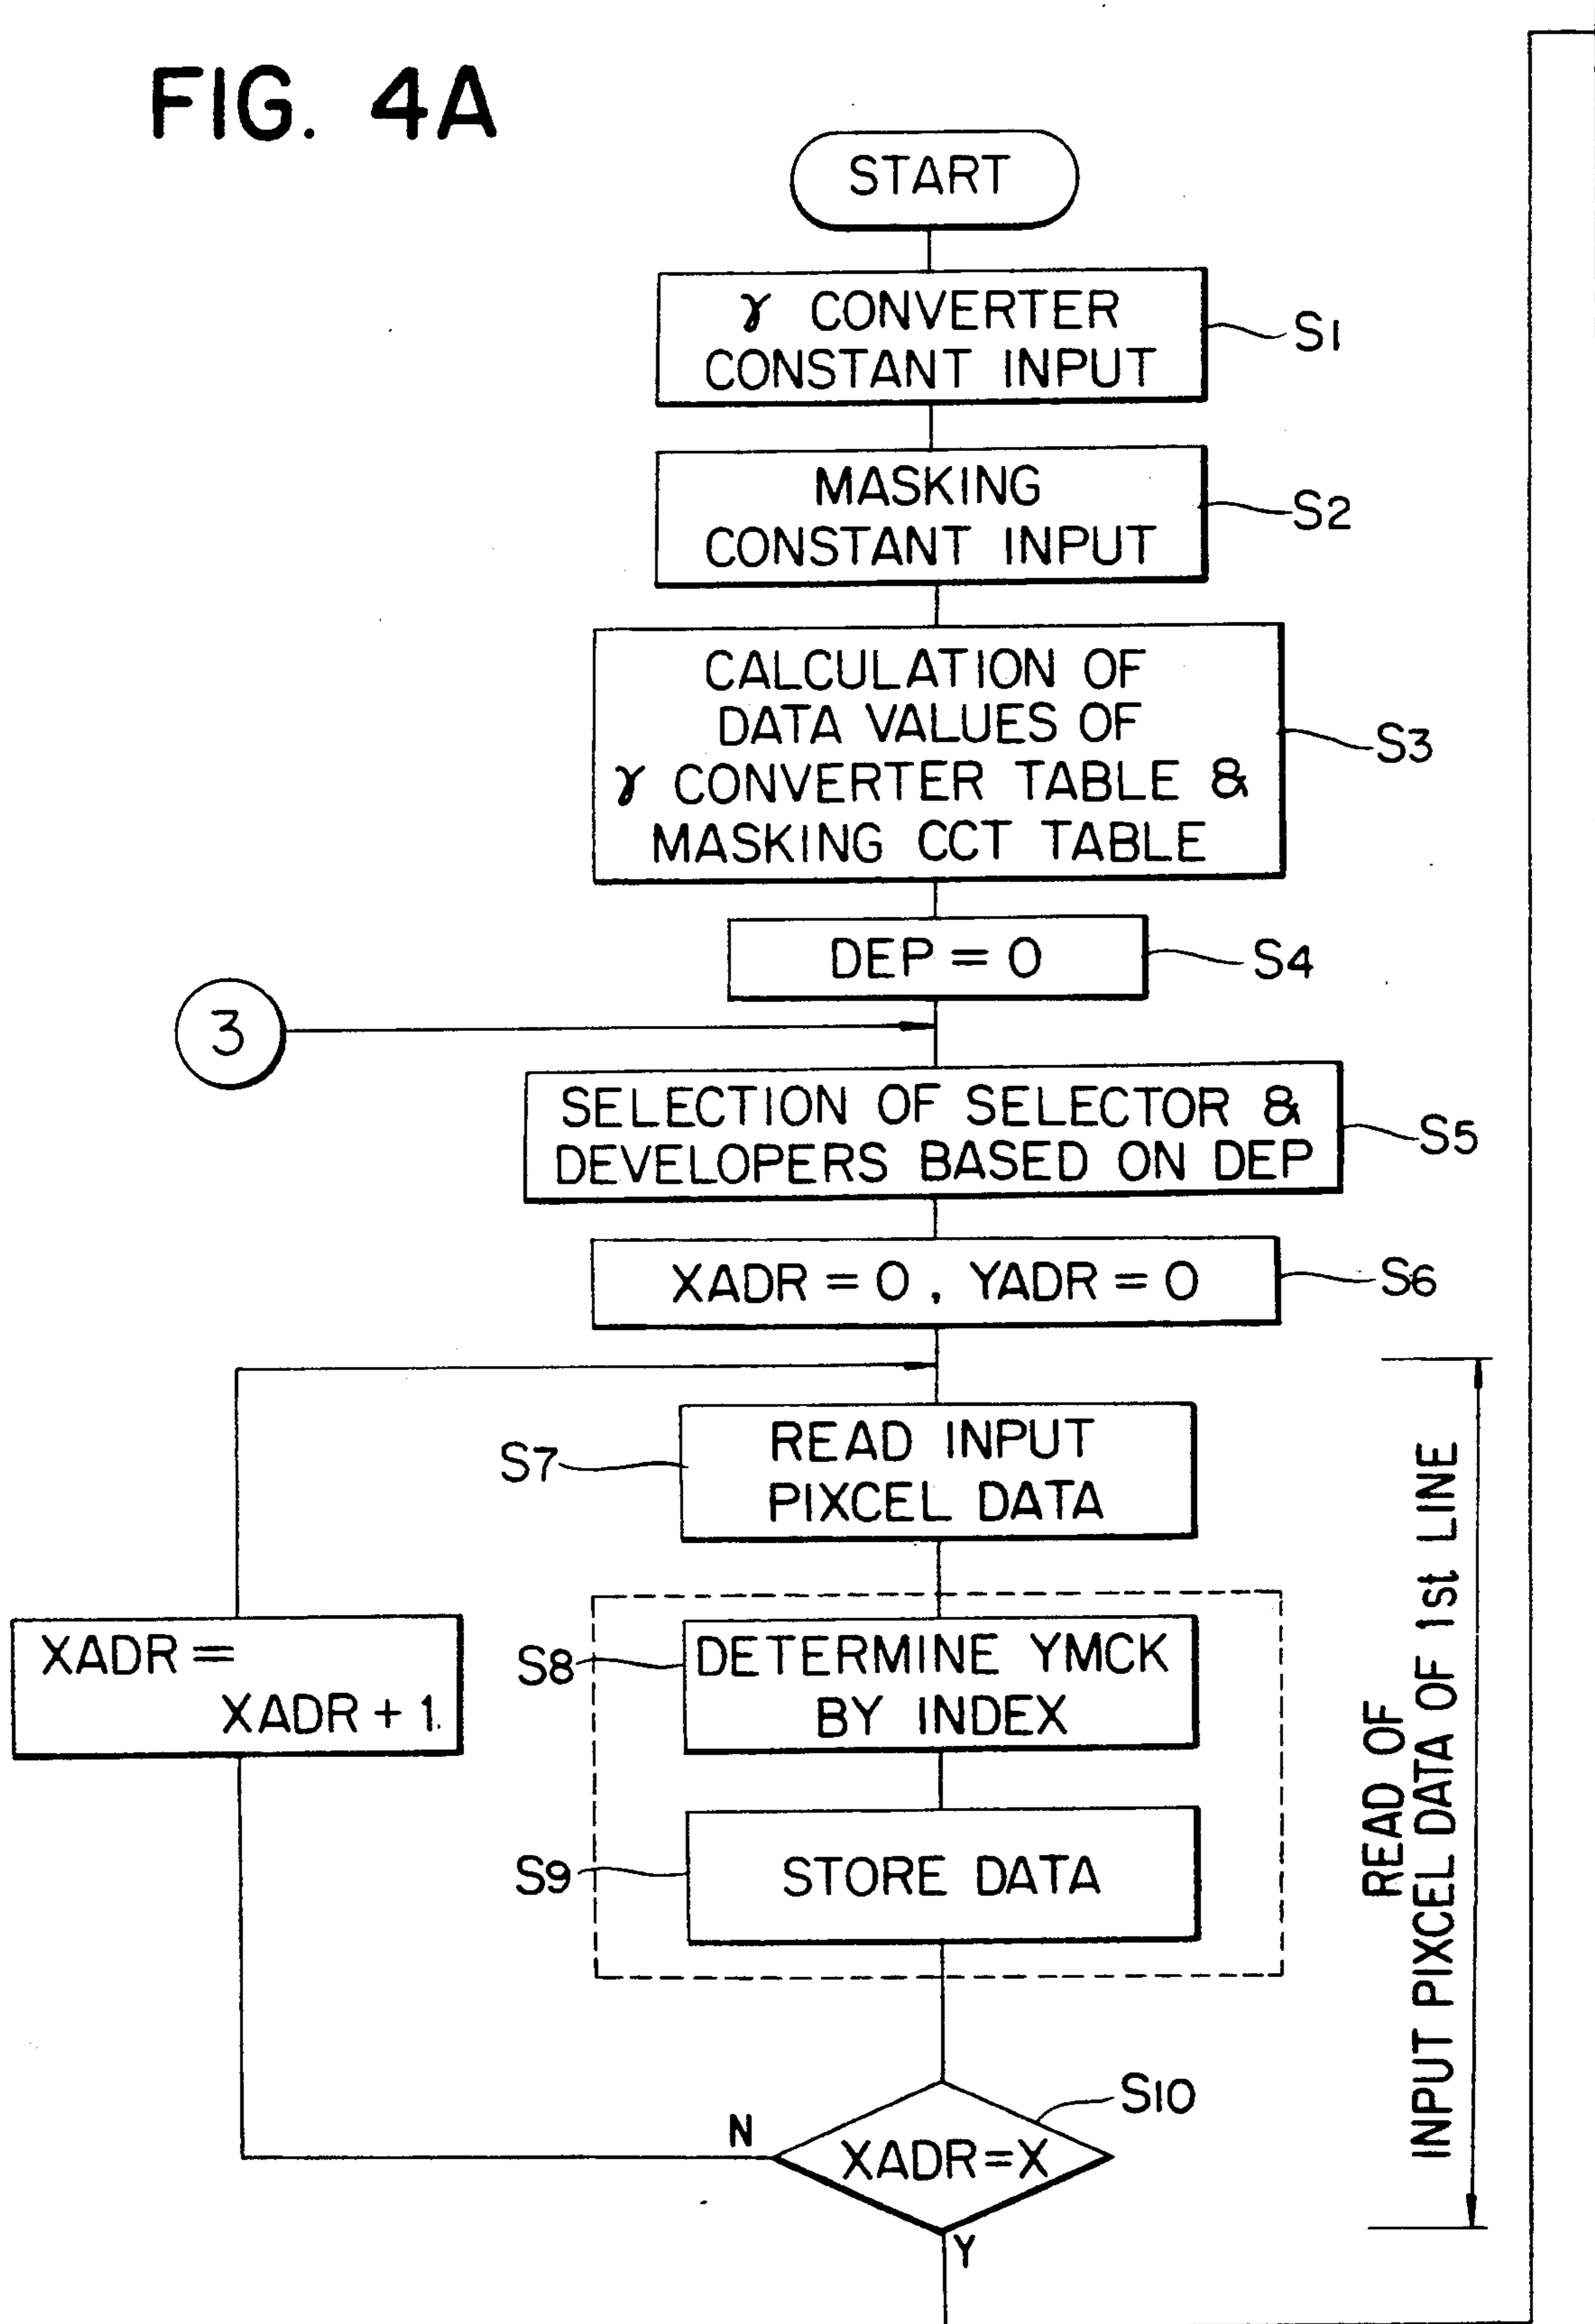 FIG. 4A
START
γ CONVERTER
CONSTANT INPUT
S1
MASKING
CONSTANT INPUT
S2
CALCULATION OF
DATA VALUES OF
γ CONVERTER TABLE &
MASKING CCT TABLE
S3
DEP = 0
S4
3
SELECTION OF SELECTOR &
DEVELOPERS BASED ON DEP
S5
XADR = 0, YADR = 0
S6
S7
READ INPUT
PIXCEL DATA
XADR =
XADR + 1
S8
DETERMINE YMCK
BY INDEX
S9
STORE DATA
READ OF
INPUT PIXCEL DATA OF 1st LINE
S10
N
XADR=X
Y